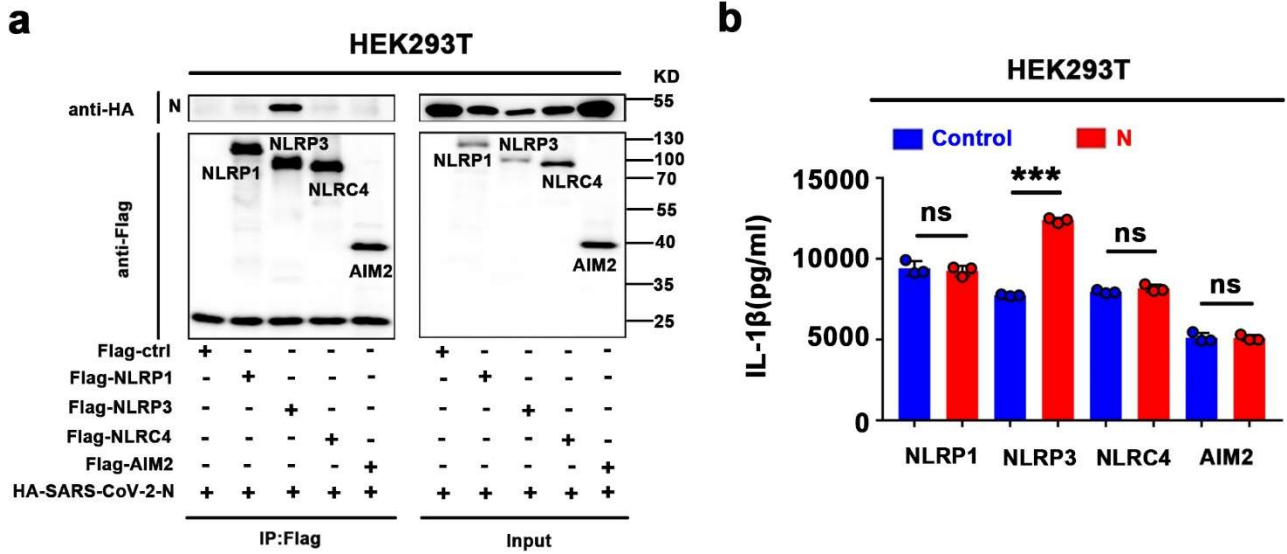 a
HEK293T
KD
anti-HA N 55
anti-Flag
NLRP1 NLRP3 NLRC4 AIM2
NLRP1 NLRP3 NLRC4 AIM2
130
100
70
55
40
35
25
Flag-ctrl + - - - - + - - - -
Flag-NLRP1 - + - - - - + - - -
Flag-NLRP3 - - + - - - - + - -
Flag-NLRC4 - - - + - - - - + -
Flag-AIM2 - - - - + - - - - +
HA-SARS-CoV-2-N + + + + + + + + + +
IP:Flag Input
b
HEK293T
Control N
IL-1β(pg/ml)
15000
10000
5000
0
ns *** ns ns
NLRP1 NLRP3 NLRC4 AIM2